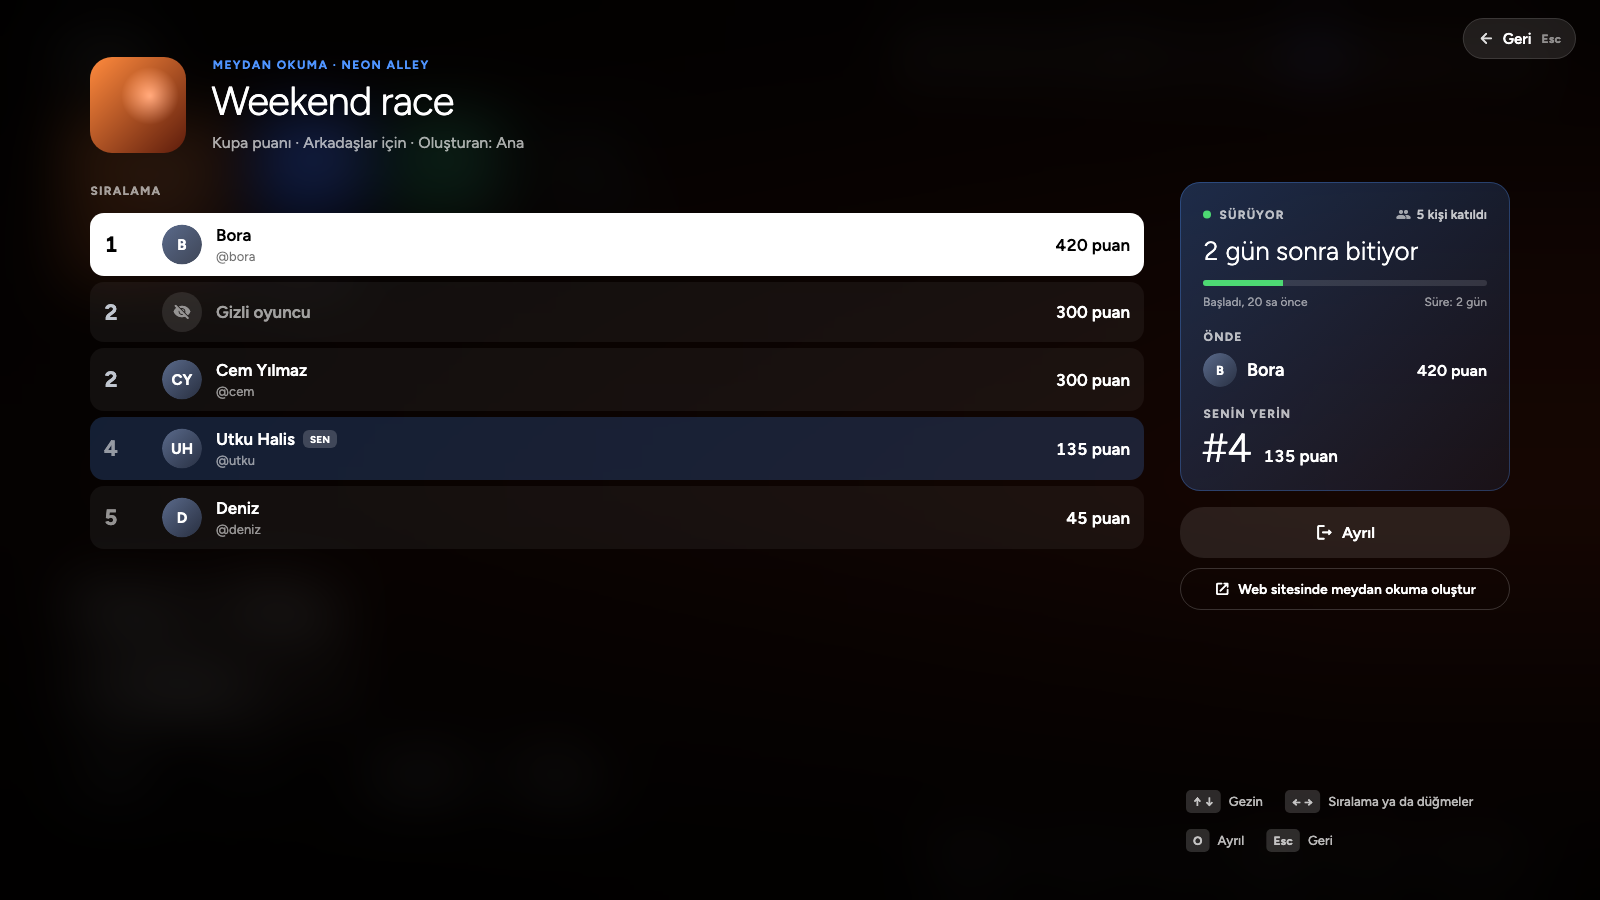 Geri Esc
MEYDAN OKUMA · NEON ALLEY
Weekend race
Kupa puanı · Arkadaşlar için · Oluşturan: Ana
SIRALAMA
1 B Bora 420 puan
@bora
2 Gizli oyuncu 300 puan
2 CY Cem Yılmaz 300 puan
@cem
4 UH Utku Halis SEN 135 puan
@utku
5 D Deniz 45 puan
@deniz
SÜRÜYOR 5 kişi katıldı
2 gün sonra bitiyor
Başladı, 20 sa önce Süre: 2 gün
ÖNDE
B Bora 420 puan
SENİN YERİN
#4 135 puan
Ayrıl
Web sitesinde meydan okuma oluştur
↑ ↓ Gezin ← → Sıralama ya da düğmeler
O Ayrıl Esc Geri